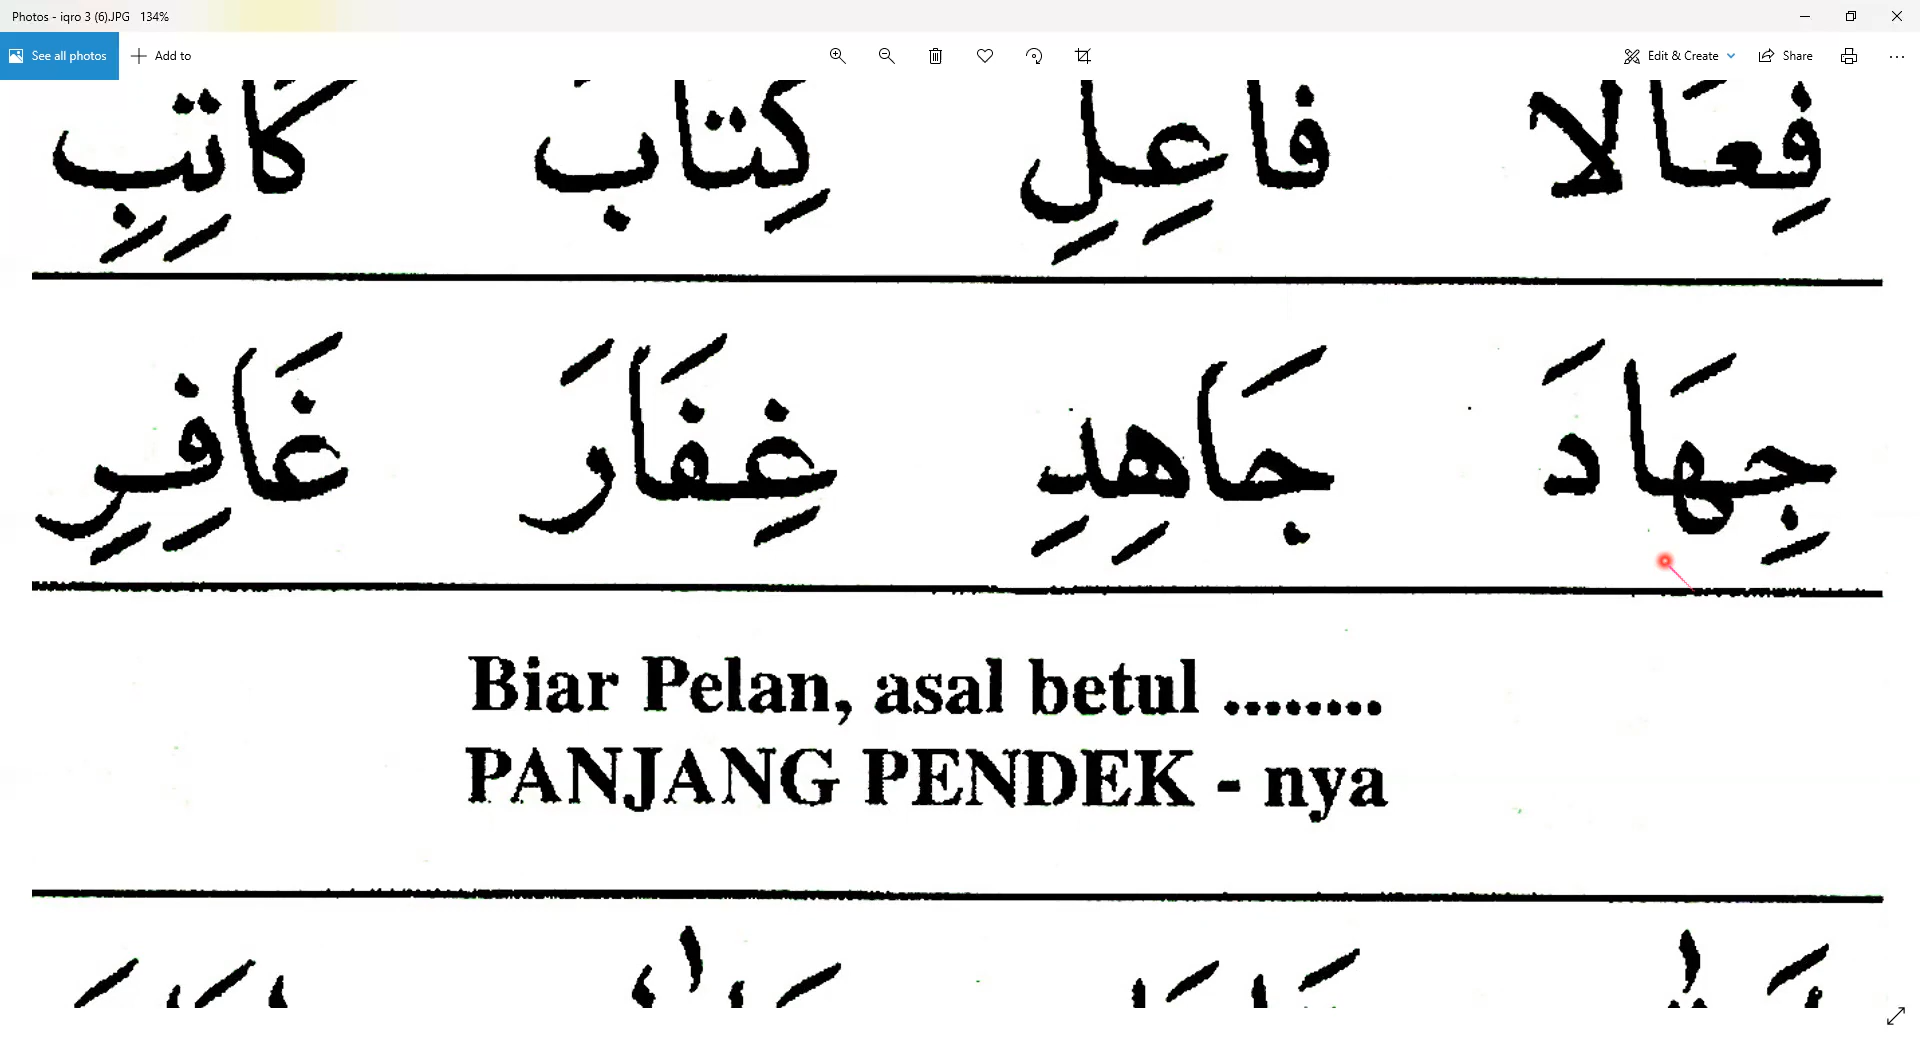 Photos - iqro 3 (6).JPG 134%
See all photos
Add to
Edit & Create
Share
فِعَالَا فَاعِلِ كِتَابَ كَاتِبِ
جِهَادَ جَاهِدِ غِفَارَ غَافِرِ
Biar Pelan, asal betul ........
PANJANG PENDEK - nya